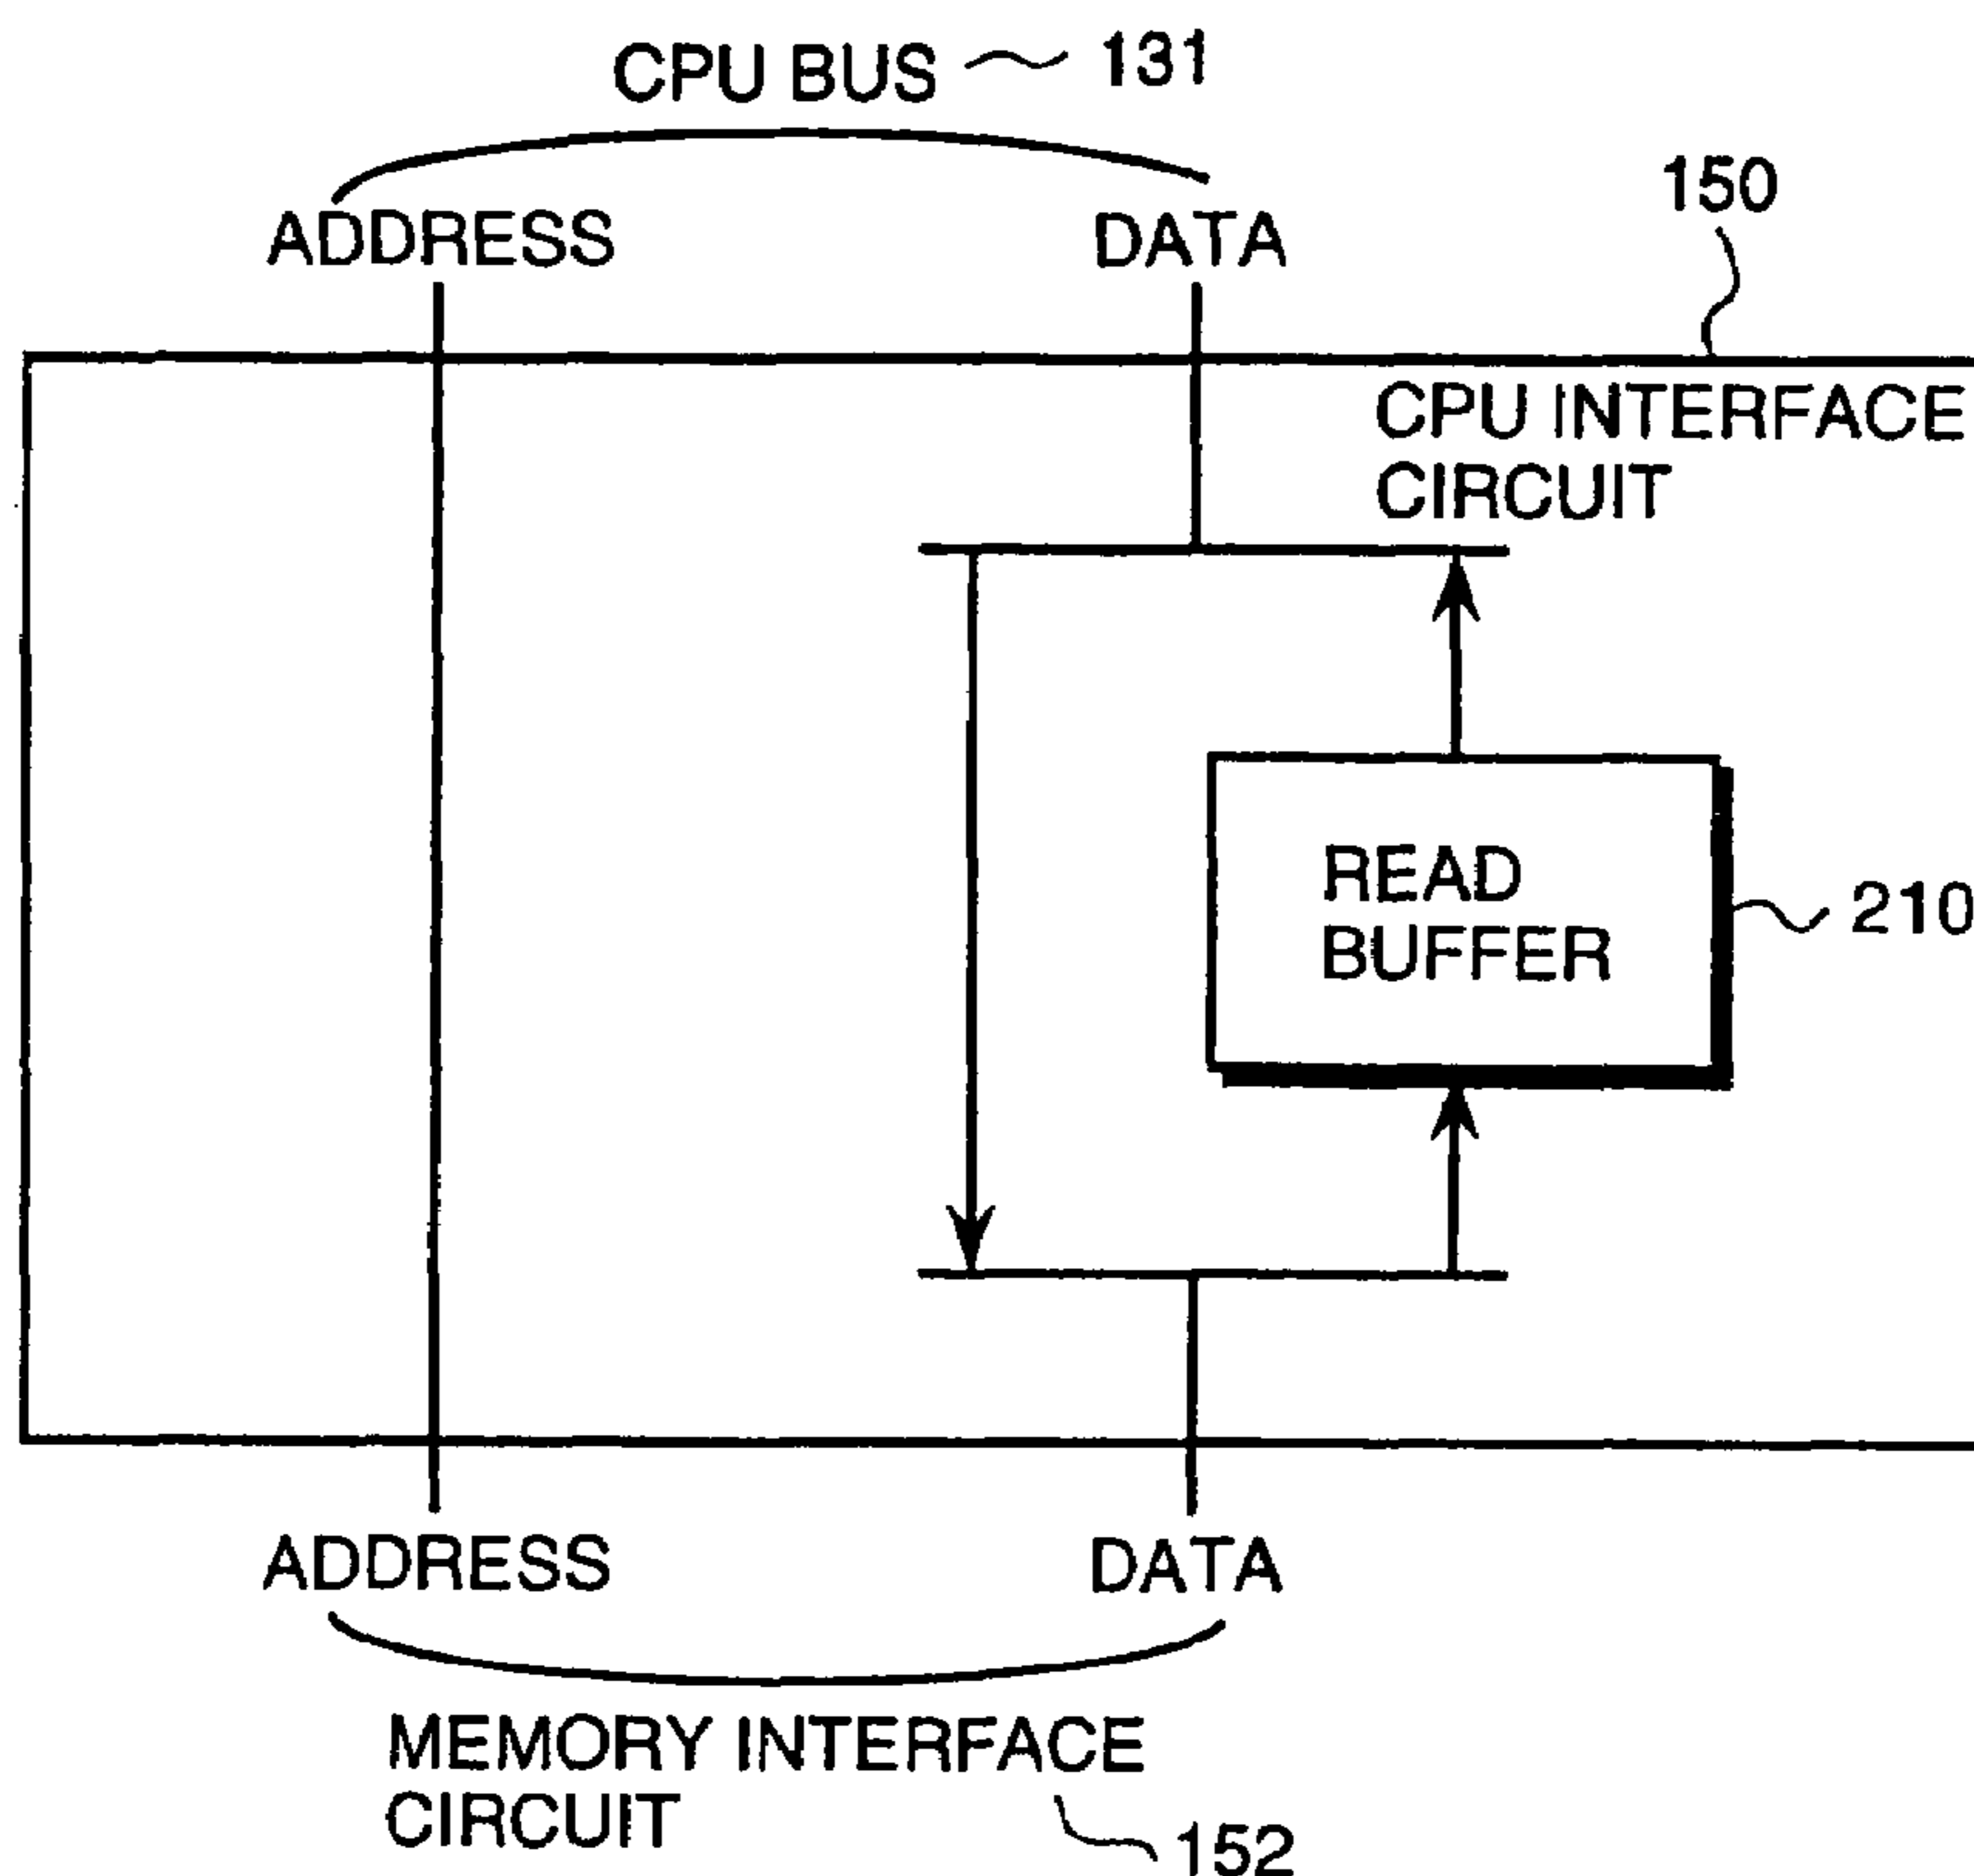 CPU BUS 131
ADDRESS DATA
150
CPU INTERFACE
CIRCUIT
READ
BUFFER
210
ADDRESS DATA
MEMORY INTERFACE
CIRCUIT
152